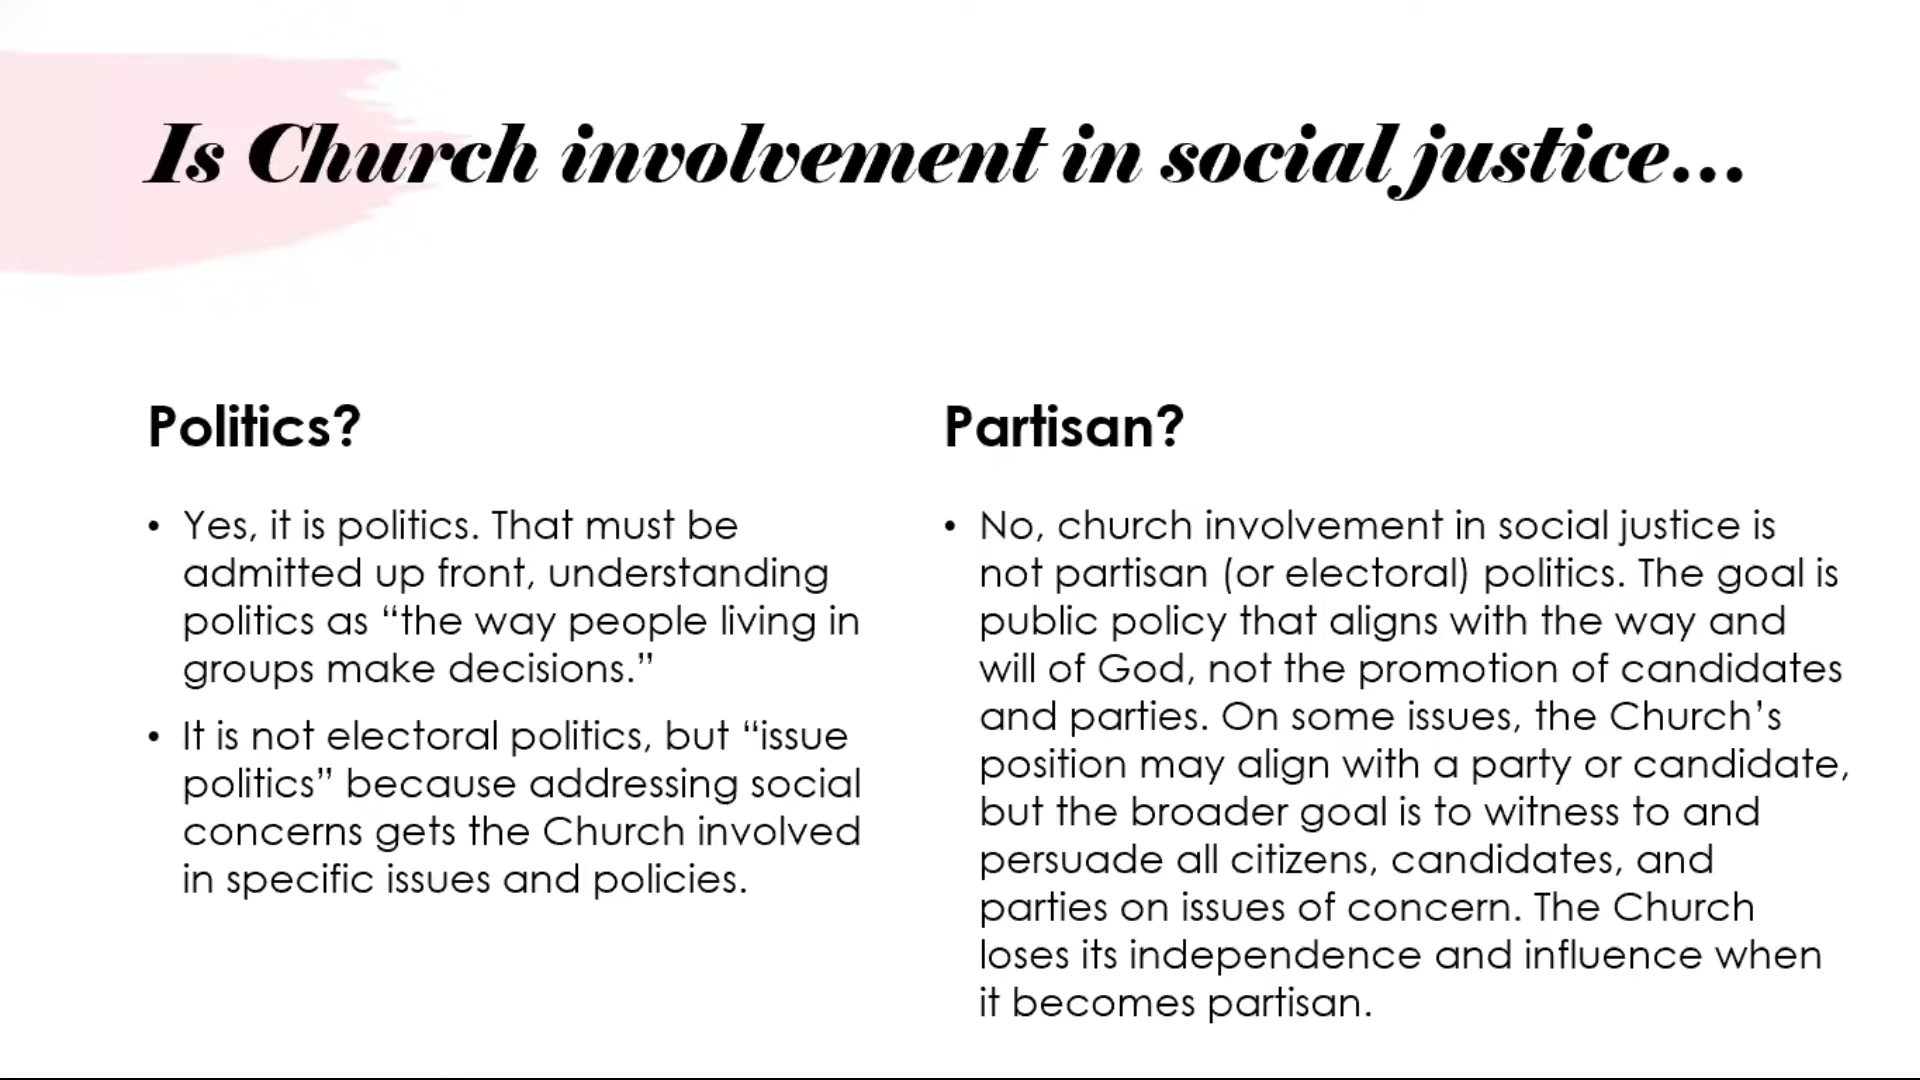 Is Church involvement in social justice...
Politics?
• Yes, it is politics. That must be
admitted up front, understanding
politics as “the way people living in
groups make decisions.”
• It is not electoral politics, but “issue
politics” because addressing social
concerns gets the Church involved
in specific issues and policies.
Partisan?
• No, church involvement in social justice is
not partisan (or electoral) politics. The goal is
public policy that aligns with the way and
will of God, not the promotion of candidates
and parties. On some issues, the Church’s
position may align with a party or candidate,
but the broader goal is to witness to and
persuade all citizens, candidates, and
parties on issues of concern. The Church
loses its independence and influence when
it becomes partisan.